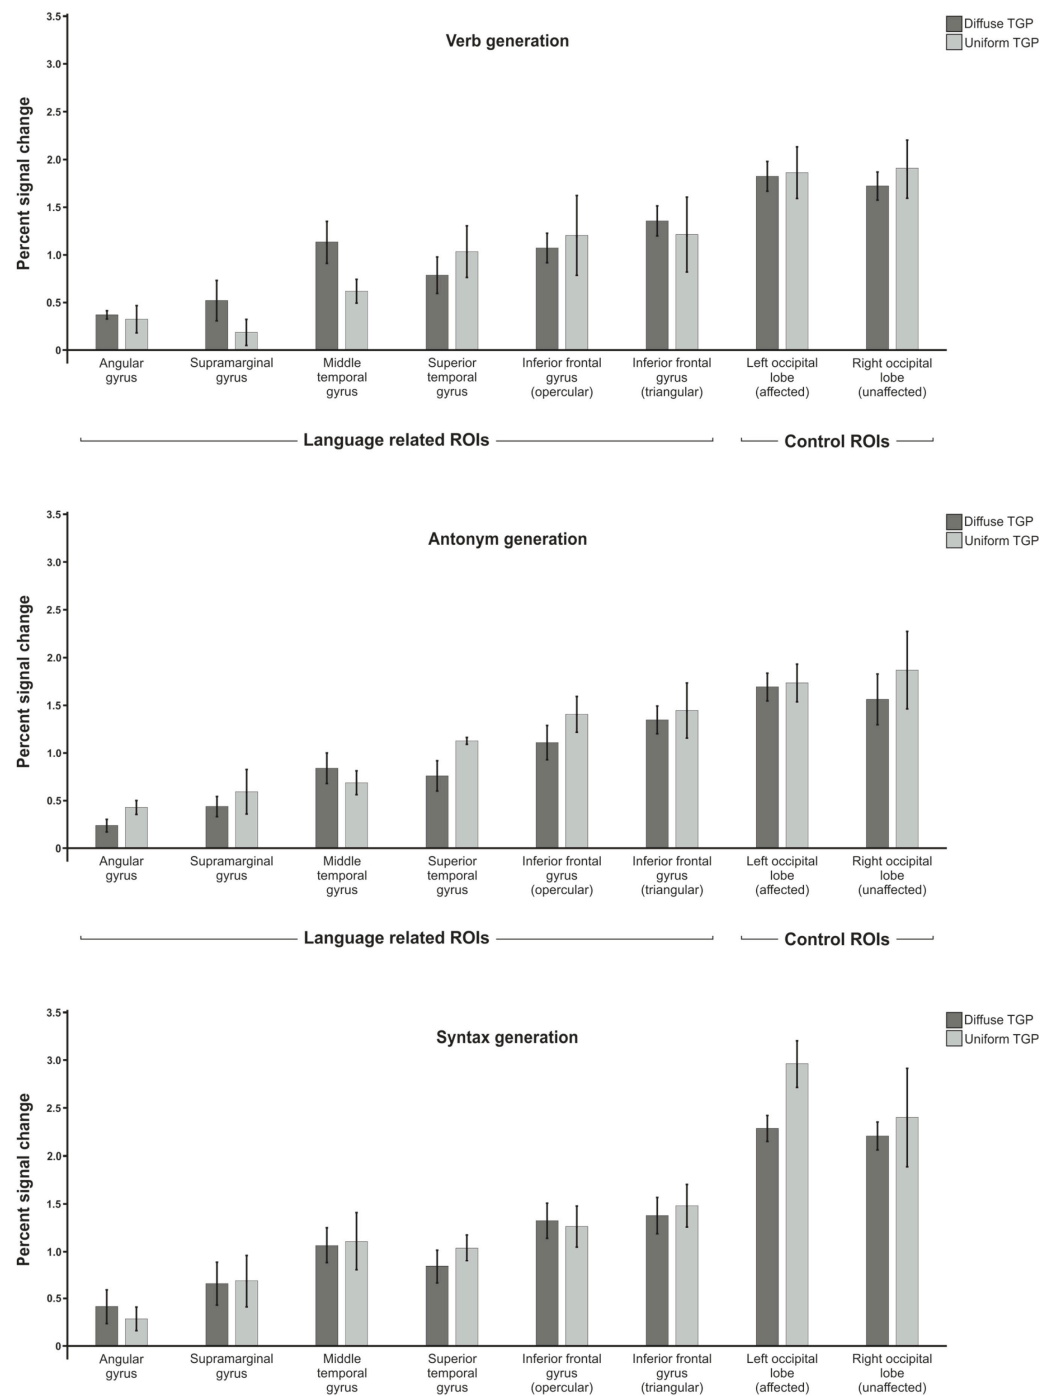 Verb generation
Diffuse TGP
Uniform TGP
Percent signal change
3.5
3.0
2.5
2.0
1.5
1.0
0.5
0
Angular
gyrus
Supramarginal
gyrus
Middle
temporal
gyrus
Superior
temporal
gyrus
Inferior frontal
gyrus
(opercular)
Inferior frontal
gyrus
(triangular)
Left occipital
lobe
(affected)
Right occipital
lobe
(unaffected)
Language related ROIs
Control ROIs
Antonym generation
Diffuse TGP
Uniform TGP
Percent signal change
3.5
3.0
2.5
2.0
1.5
1.0
0.5
0
Angular
gyrus
Supramarginal
gyrus
Middle
temporal
gyrus
Superior
temporal
gyrus
Inferior frontal
gyrus
(opercular)
Inferior frontal
gyrus
(triangular)
Left occipital
lobe
(affected)
Right occipital
lobe
(unaffected)
Language related ROIs
Control ROIs
Syntax generation
Diffuse TGP
Uniform TGP
Percent signal change
3.5
3.0
2.5
2.0
1.5
1.0
0.5
0
Angular
gyrus
Supramarginal
gyrus
Middle
temporal
gyrus
Superior
temporal
gyrus
Inferior frontal
gyrus
(opercular)
Inferior frontal
gyrus
(triangular)
Left occipital
lobe
(affected)
Right occipital
lobe
(unaffected)